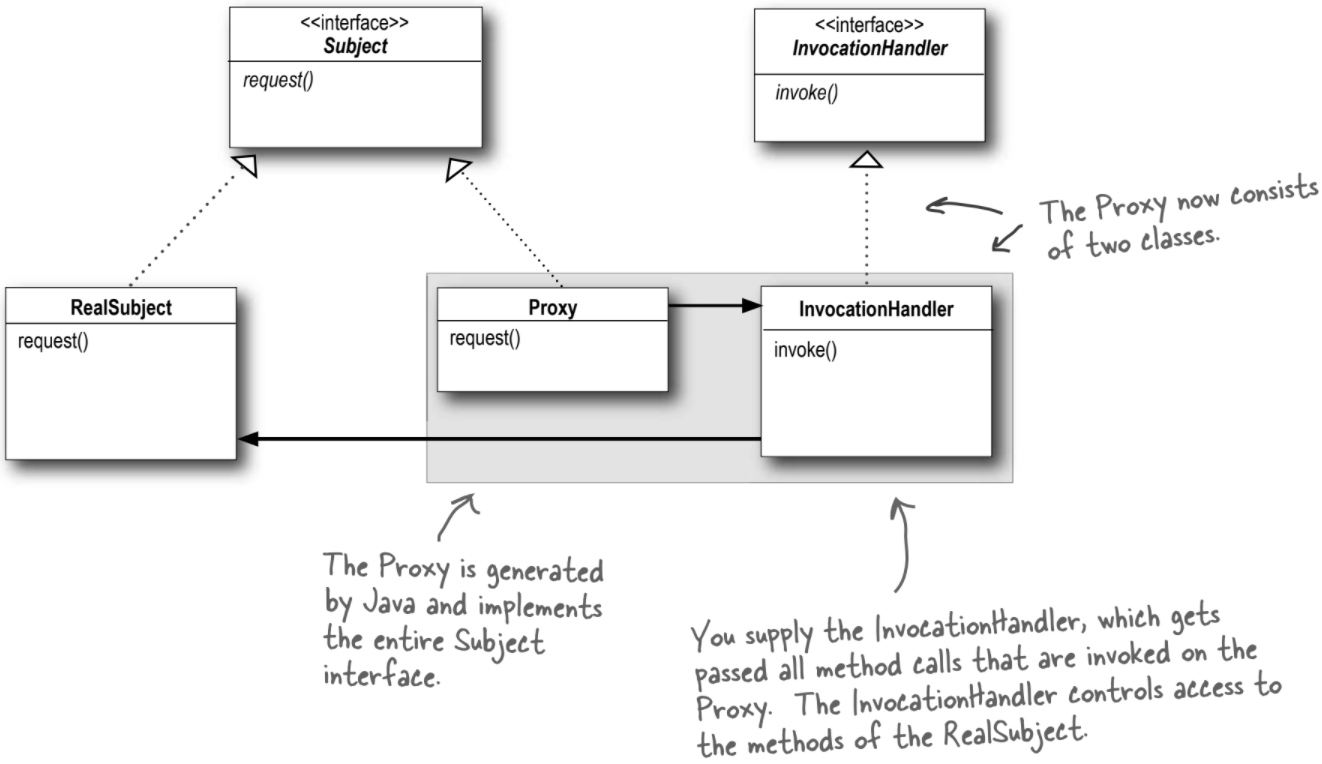 <<interface>>
Subject
request()
<<interface>>
InvocationHandler
invoke()
The Proxy now consists
of two classes.
RealSubject
request()
Proxy
request()
InvocationHandler
invoke()
The Proxy is generated
by Java and implements
the entire Subject
interface.
You supply the InvocationHandler, which gets
passed all method calls that are invoked on the
Proxy. The InvocationHandler controls access to
the methods of the RealSubject.